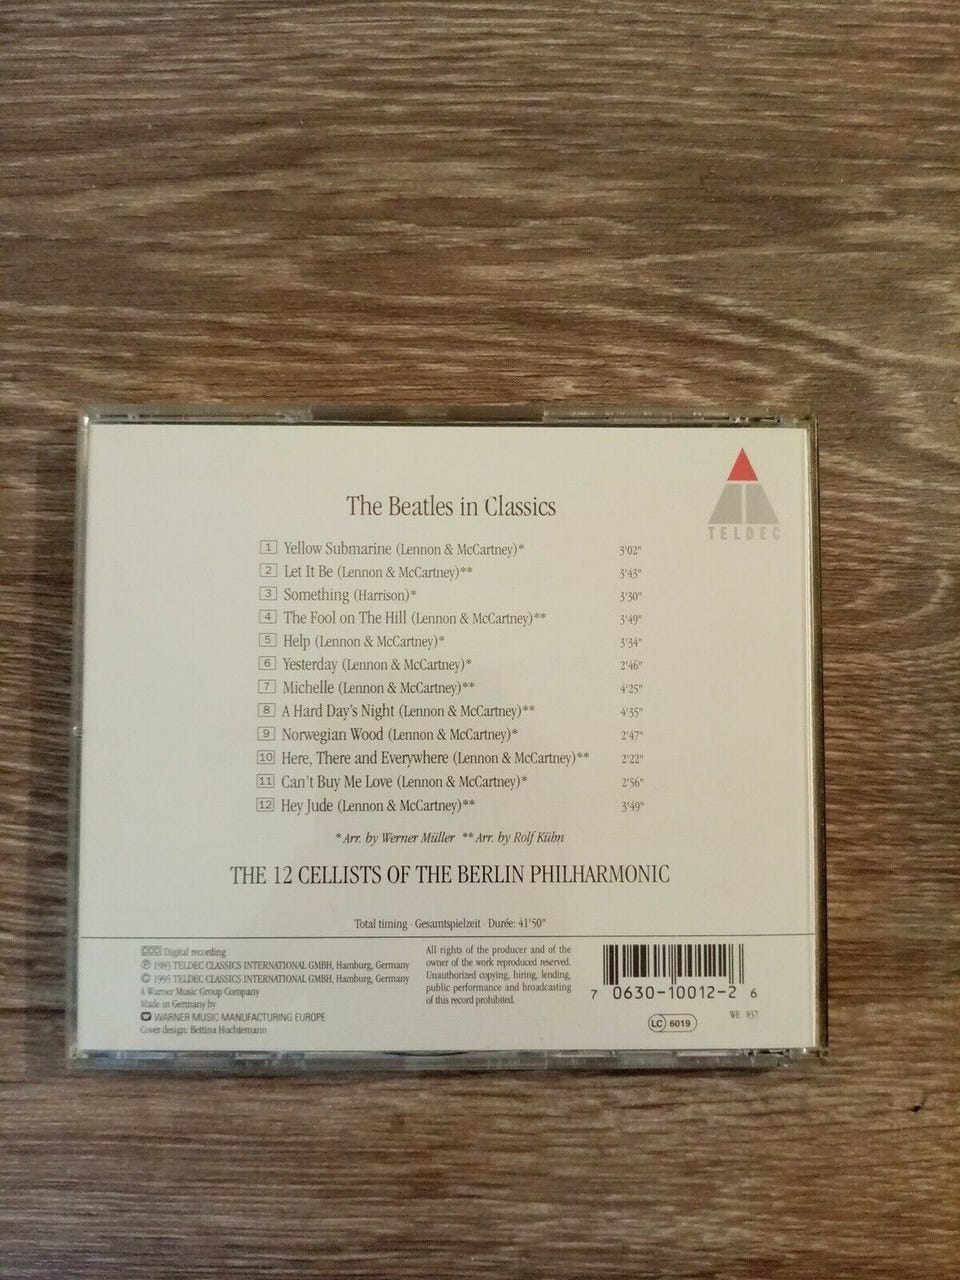 TELDEC
The Beatles in Classics
1 Yellow Submarine (Lennon & McCartney)* 3'02"
2 Let It Be (Lennon & McCartney)** 3'43"
3 Something (Harrison)* 3'30"
4 The Fool on The Hill (Lennon & McCartney)** 3'49"
5 Help (Lennon & McCartney)* 3'34"
6 Yesterday (Lennon & McCartney)* 2'46"
7 Michelle (Lennon & McCartney)** 4'25"
8 A Hard Day's Night (Lennon & McCartney)** 4'35"
9 Norwegian Wood (Lennon & McCartney)* 2'47"
10 Here, There and Everywhere (Lennon & McCartney)** 2'22"
11 Can't Buy Me Love (Lennon & McCartney)* 2'56"
12 Hey Jude (Lennon & McCartney)** 3'49"
*Arr. by Werner Müller **Arr. by Rolf Kühn
THE 12 CELLISTS OF THE BERLIN PHILHARMONIC
Total timing · Gesamtspielzeit · Durée: 41'50"
DDD Digital recording
℗ 1983 TELDEC CLASSICS INTERNATIONAL GMBH, Hamburg, Germany
© 1995 TELDEC CLASSICS INTERNATIONAL GMBH, Hamburg, Germany
A Warner Music Group Company
Made in Germany by
WARNER MUSIC MANUFACTURING EUROPE
Cover design: Bettina Huchtemann
All rights of the producer and of the
owner of the work reproduced reserved.
Unauthorized copying, hiring, lending,
public performance and broadcasting
of this record prohibited.
7 0630-10012-2 6
WE 837
LC 6019